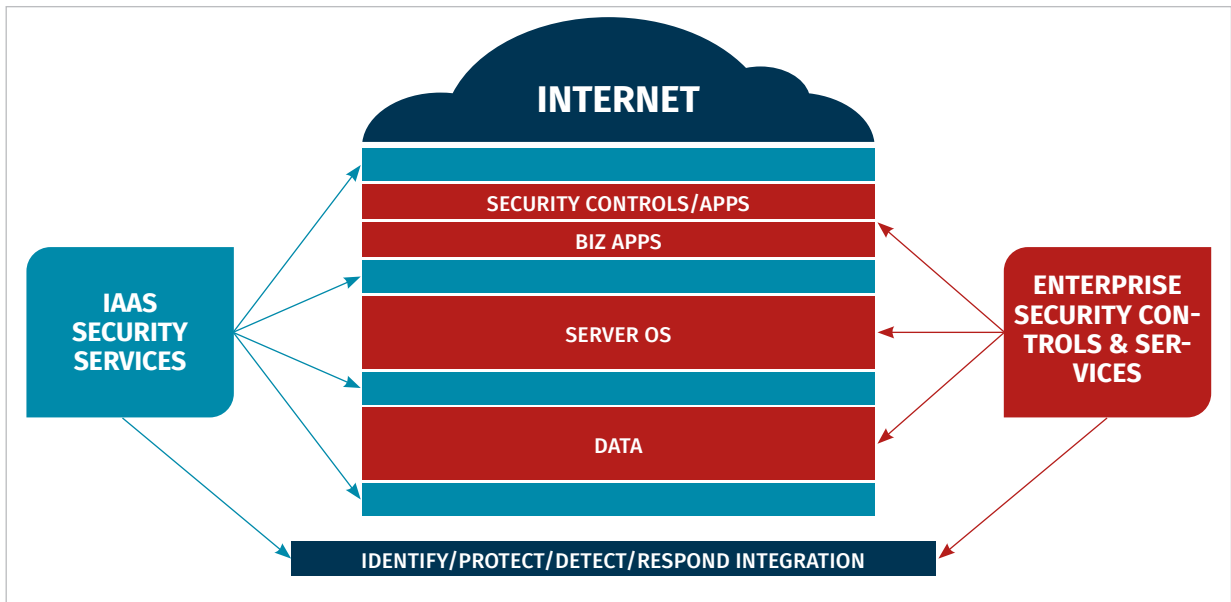 INTERNET
SECURITY CONTROLS/APPS
BIZ APPS
IAAS
SECURITY
SERVICES
SERVER OS
ENTERPRISE
SECURITY CON-
TROLS & SER-
VICES
DATA
IDENTIFY/PROTECT/DETECT/RESPOND INTEGRATION